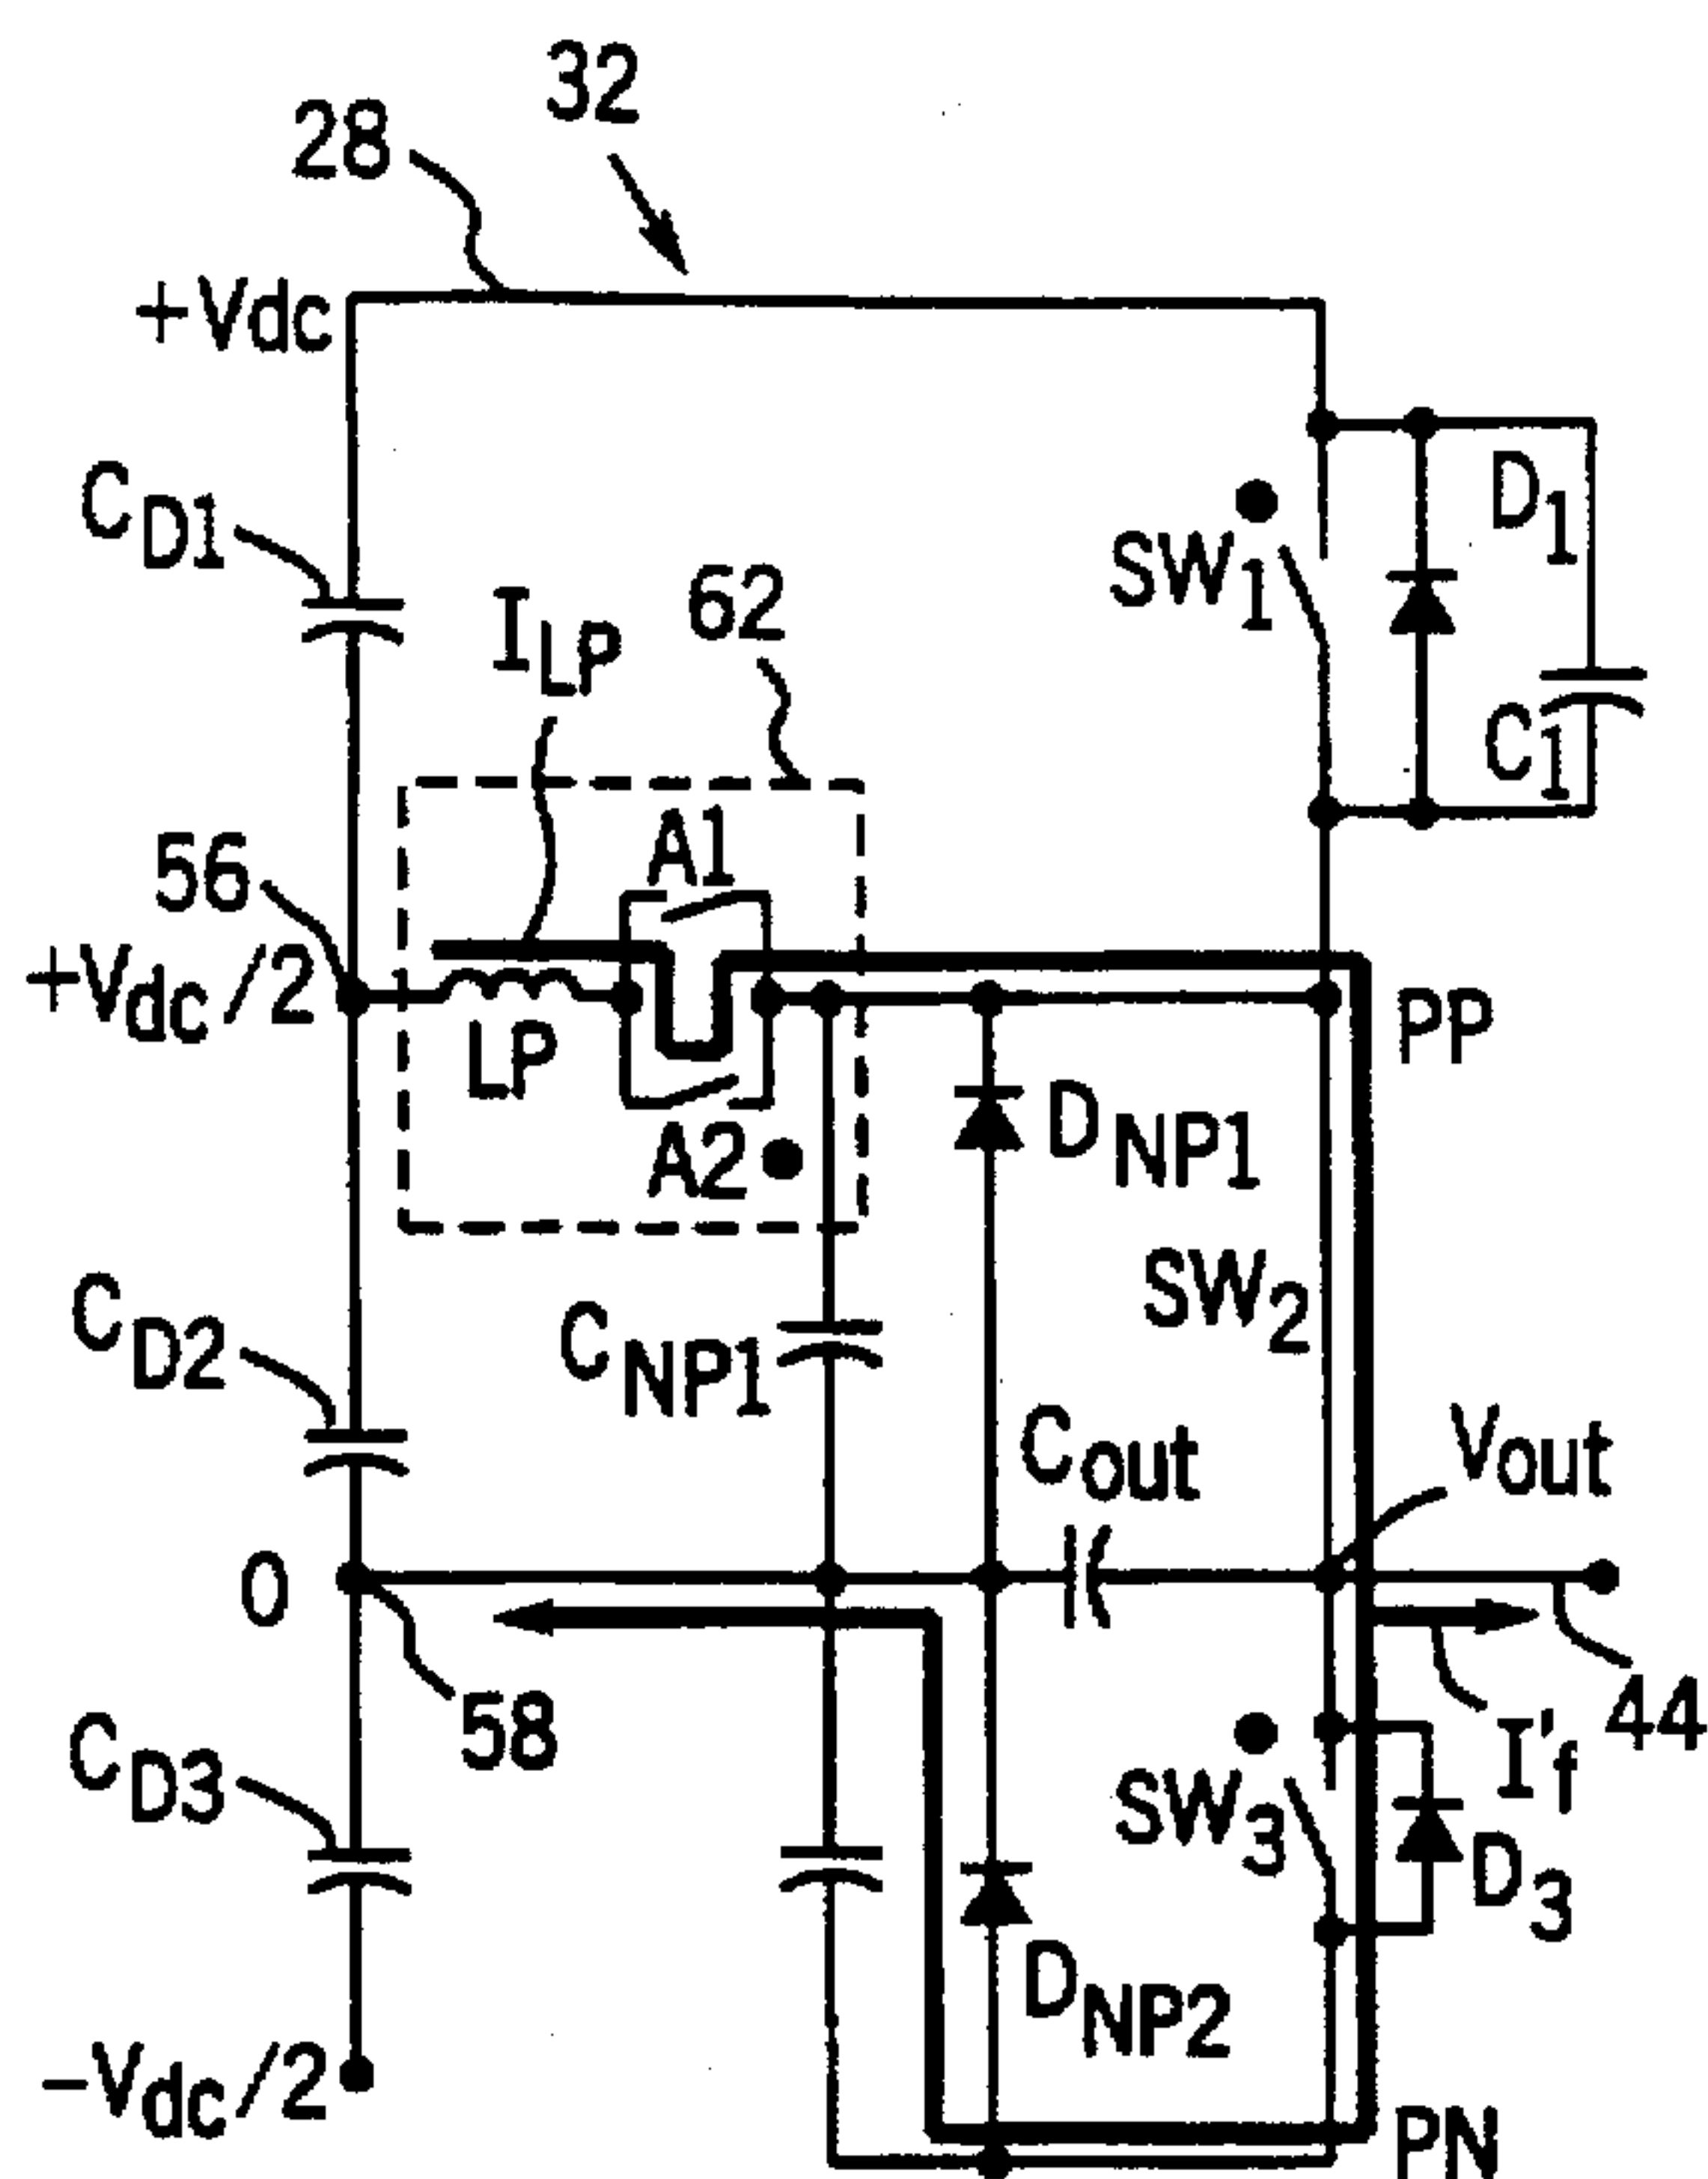 32
28
+Vdc
CD1
D1
SW1
62
ILP
C1
A1
56
+Vdc/2
PP
LP
DNP1
A2
SW2
CD2
CNP1
Cout
Vout
0
58
44
I'f
CD3
SW3
D3
DNP2
-Vdc/2
PN